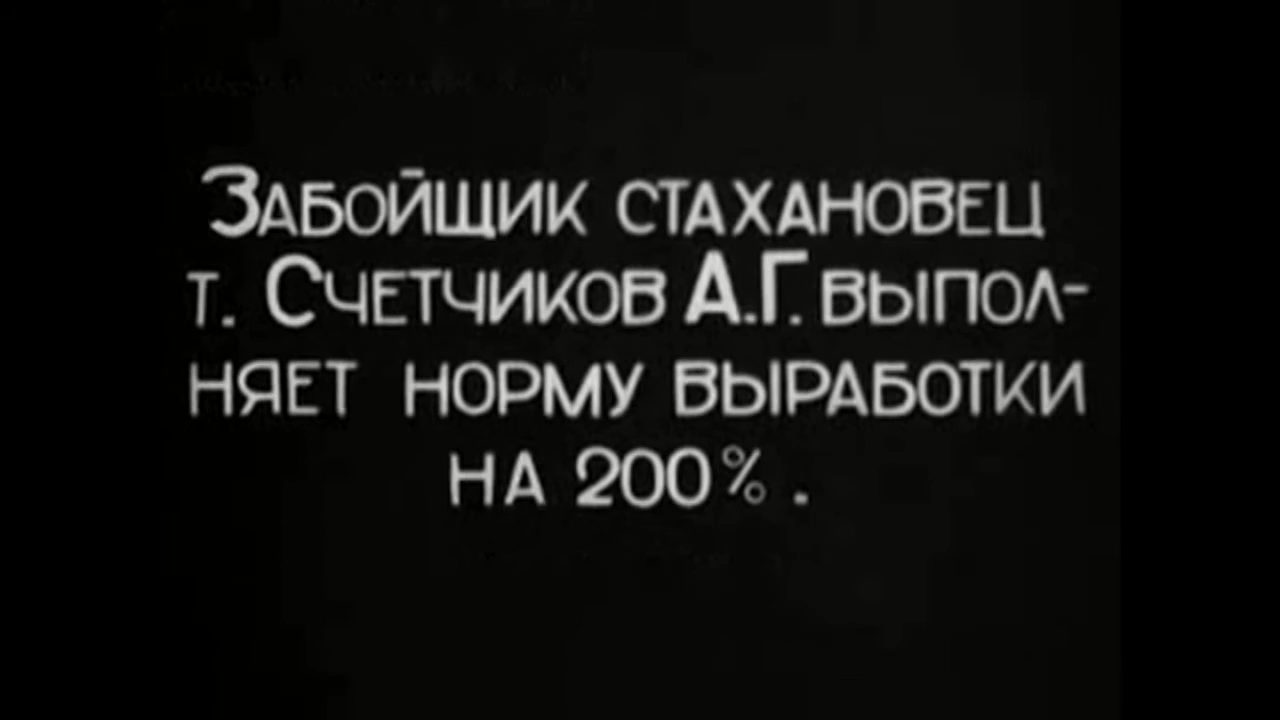 Забойщик стахановец
т. Счетчиков А.Г. выпол-
няет норму выработки
на 200%.